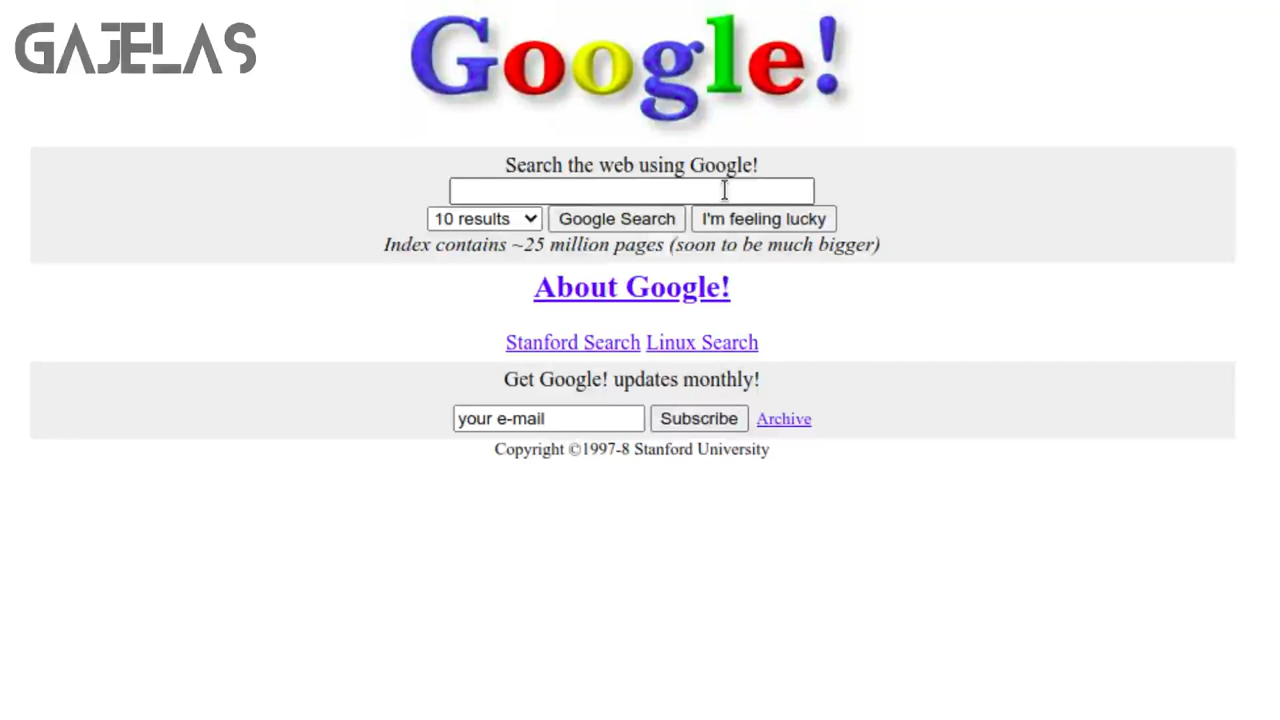 GAJELAS
Google!
Search the web using Google!
10 results Google Search I'm feeling lucky
Index contains ~25 million pages (soon to be much bigger)
About Google!
Stanford Search Linux Search
Get Google! updates monthly!
your e-mail Subscribe Archive
Copyright ©1997-8 Stanford University